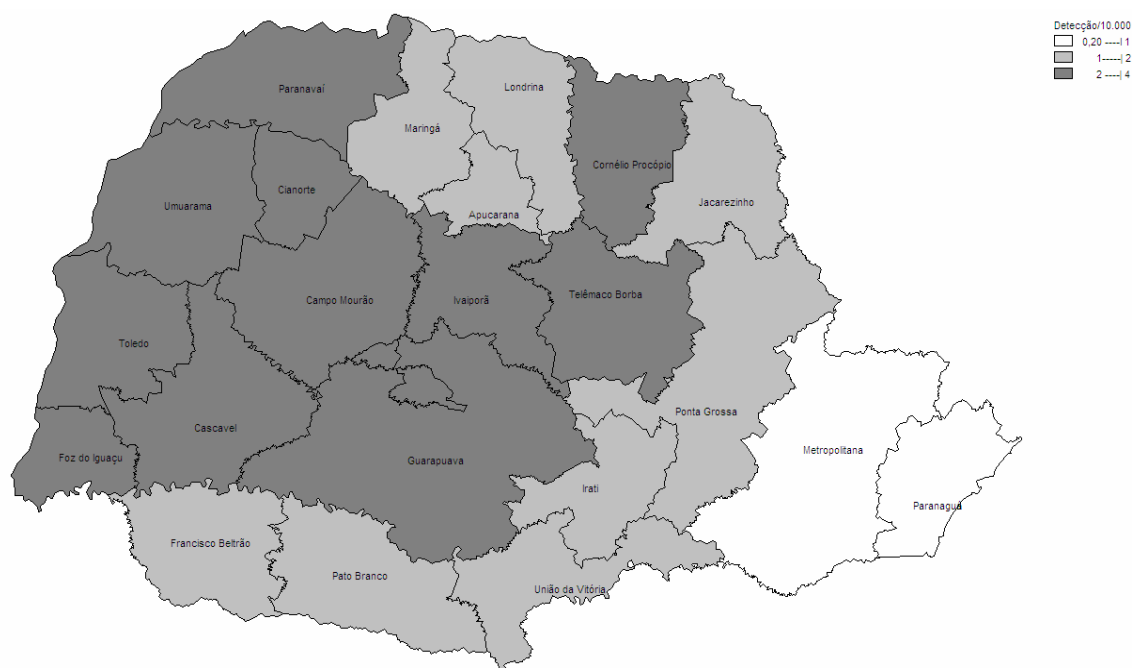 Detecção/10.000
0,20 ----| 1
1-----| 2
2 ----| 4
Paranavaí
Londrina
Maringá
Cornélio Procópio
Cianorte
Umuarama
Jacarezinho
Apucarana
Telêmaco Borba
Campo Mourão
Ivaiporã
Toledo
Ponta Grossa
Cascavel
Metropolitana
Foz do Iguaçu
Guarapuava
Irati
Paranaguá
Francisco Beltrão
Pato Branco
União da Vitória